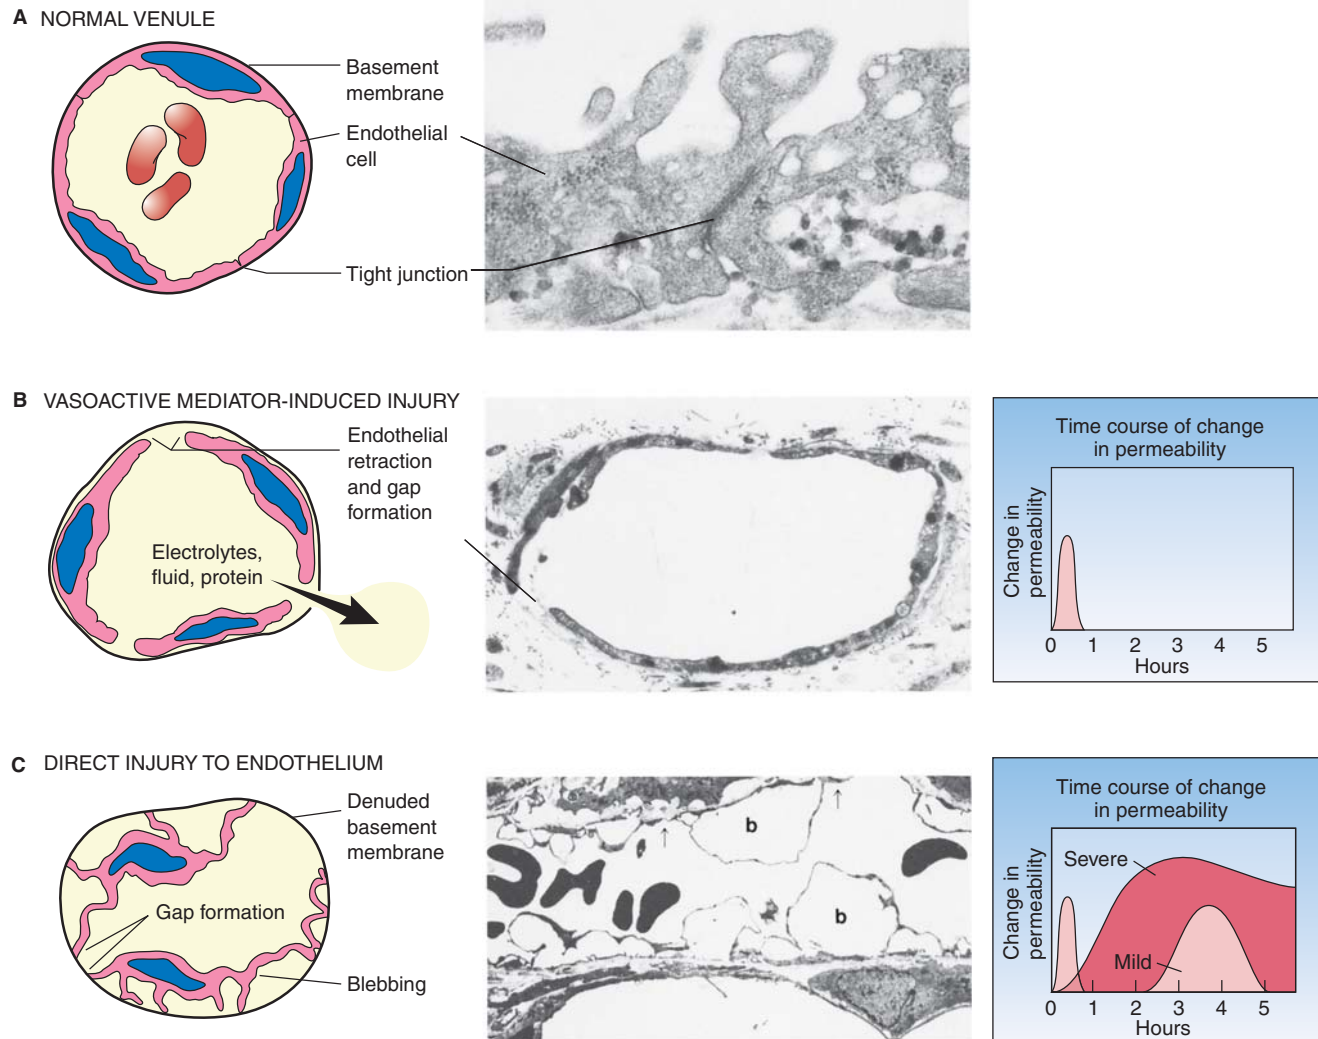 A NORMAL VENULE
Basement
membrane
Endothelial
cell
Tight junction
B VASOACTIVE MEDIATOR-INDUCED INJURY
Endothelial
retraction
and gap
formation
Electrolytes,
fluid, protein
Time course of change
in permeability
Change in
permeability
0 1 2 3 4 5
Hours
C DIRECT INJURY TO ENDOTHELIUM
Denuded
basement
membrane
Gap formation
Blebbing
b
b
Time course of change
in permeability
Severe
Mild
Change in
permeability
0 1 2 3 4 5
Hours